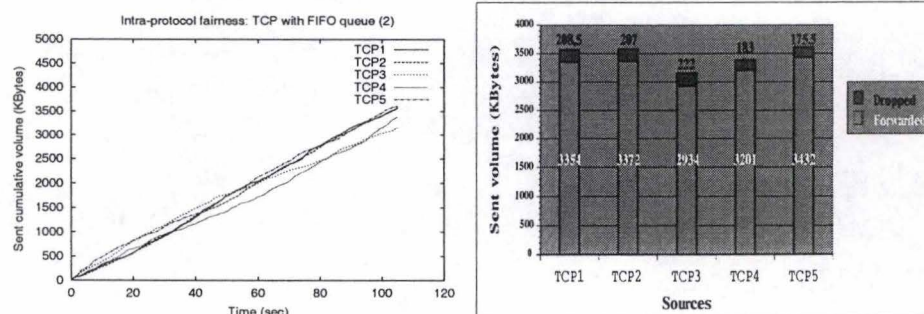 Intra-protocol fairness: TCP with FIFO queue (2)
Sent cumulative volume (KBytes)
5000
4500
4000
3500
3000
2500
2000
1500
1000
500
0
TCP1
TCP2
TCP3
TCP4
TCP5
0 20 40 60 80 100 120
Time (sec)
Sent volume (KBytes)
4000
3500
3000
2500
2000
1500
1000
500
0
208.5 207 222 183 175.5
3354 3372 2934 3201 3432
TCP1 TCP2 TCP3 TCP4 TCP5
Sources
Dropped
Forwarded